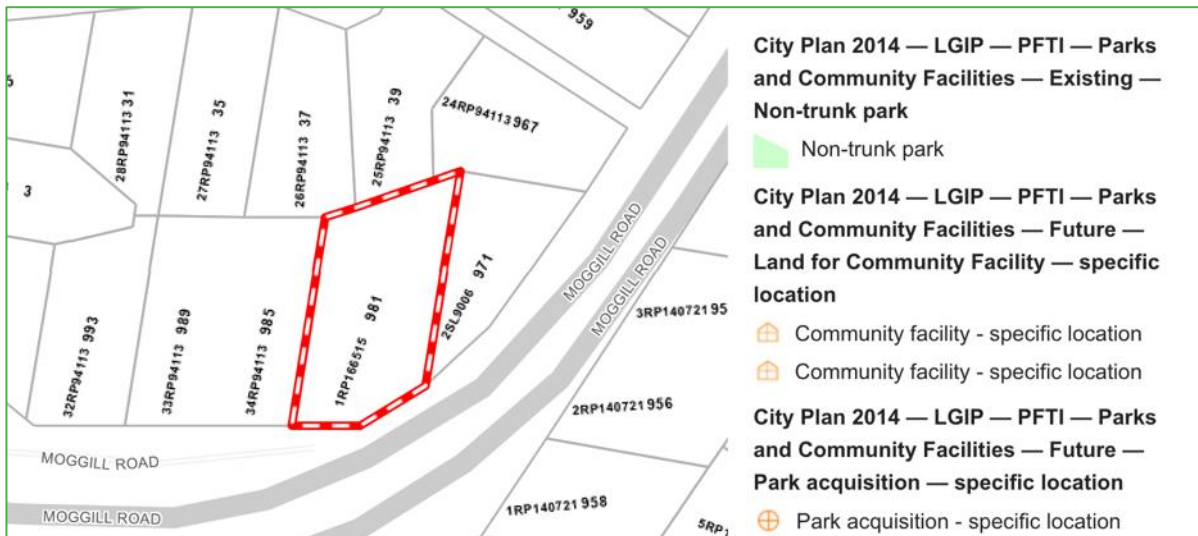 959
5
28RP94113 31
27RP94113 35
26RP94113 37
25RP94113 39
24RP94113 967
3
32RP94113 993
33RP94113 989
34RP94113 985
1RP166515 981
2SL9006 971
MOGGILL ROAD
MOGGILL ROAD
3RP140721 95
2RP140721 956
1RP140721 958
5RP1
MOGGILL ROAD
MOGGILL ROAD
City Plan 2014 — LGIP — PFTI — Parks
and Community Facilities — Existing —
Non-trunk park
Non-trunk park
City Plan 2014 — LGIP — PFTI — Parks
and Community Facilities — Future —
Land for Community Facility — specific
location
Community facility - specific location
Community facility - specific location
City Plan 2014 — LGIP — PFTI — Parks
and Community Facilities — Future —
Park acquisition — specific location
Park acquisition - specific location